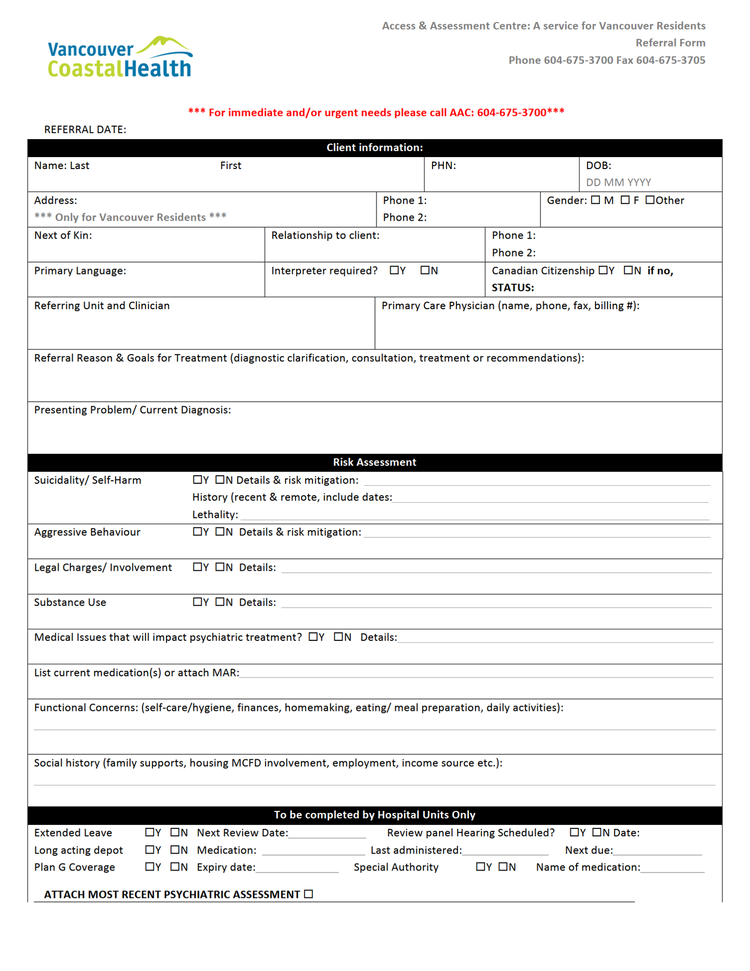 Access & Assessment Centre: A service for Vancouver Residents
Referral Form
Phone 604-675-3700 Fax 604-675-3705
Vancouver
CoastalHealth
*** For immediate and/or urgent needs please call AAC: 604-675-3700***
REFERRAL DATE:
Client information:
Name: Last First PHN: DOB:
DD MM YYYY
Address: Phone 1: Gender: ☐ M ☐ F ☐Other
*** Only for Vancouver Residents *** Phone 2:
Next of Kin: Relationship to client: Phone 1:
Phone 2:
Primary Language: Interpreter required? ☐Y ☐N Canadian Citizenship ☐Y ☐N if no,
STATUS:
Referring Unit and Clinician Primary Care Physician (name, phone, fax, billing #):
Referral Reason & Goals for Treatment (diagnostic clarification, consultation, treatment or recommendations):
Presenting Problem/ Current Diagnosis:
Risk Assessment
Suicidality/ Self-Harm ☐Y ☐N Details & risk mitigation:
History (recent & remote, include dates:
Lethality:
Aggressive Behaviour ☐Y ☐N Details & risk mitigation:
Legal Charges/ Involvement ☐Y ☐N Details:
Substance Use ☐Y ☐N Details:
Medical Issues that will impact psychiatric treatment? ☐Y ☐N Details:
List current medication(s) or attach MAR:
Functional Concerns: (self-care/hygiene, finances, homemaking, eating/ meal preparation, daily activities):
Social history (family supports, housing MCFD involvement, employment, income source etc.):
To be completed by Hospital Units Only
Extended Leave ☐Y ☐N Next Review Date: Review panel Hearing Scheduled? ☐Y ☐N Date:
Long acting depot ☐Y ☐N Medication: Last administered: Next due:
Plan G Coverage ☐Y ☐N Expiry date: Special Authority ☐Y ☐N Name of medication:
ATTACH MOST RECENT PSYCHIATRIC ASSESSMENT ☐